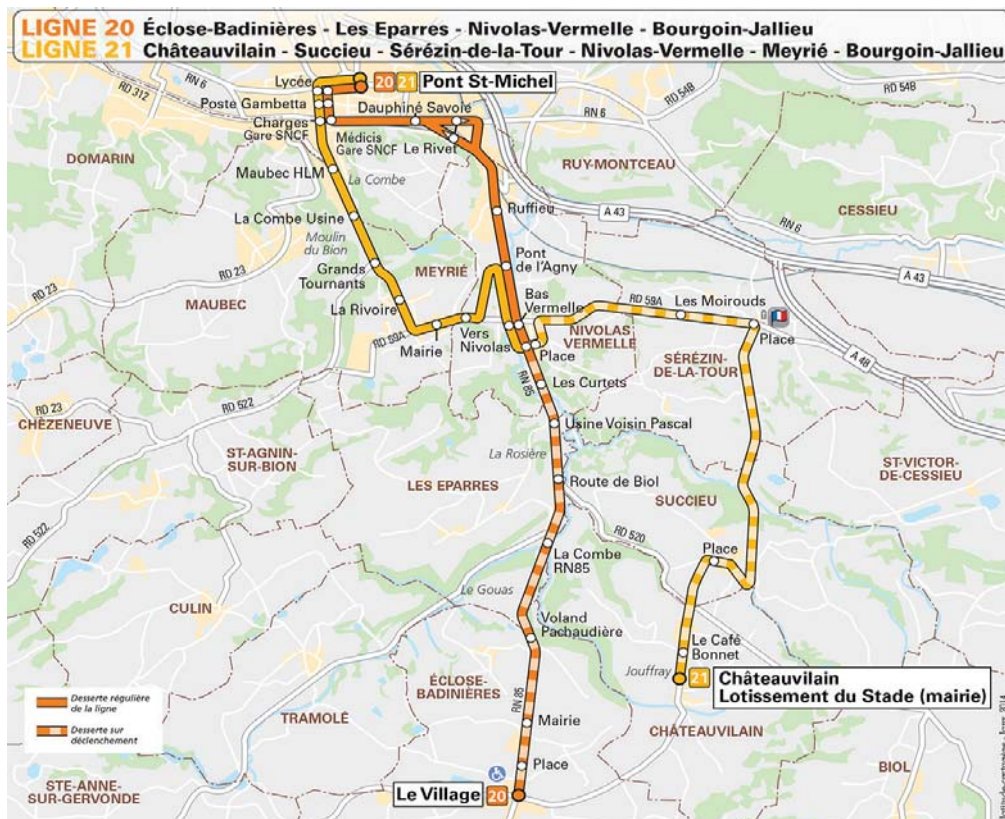 LIGNE 20 Éclose-Badinières - Les Eparres - Nivolas-Vermelle - Bourgoin-Jallieu
LIGNE 21 Châteauvilain - Succieu - Sérézin-de-la-Tour - Nivolas-Vermelle - Meyrié - Bourgoin-Jallieu
Lycée
20 21 Pont St-Michel
RN 6
RD 312
RD 54B
RD 54B
Poste Gambetta
Dauphiné Savoie
RN 6
Charges
Gare SNCF
Médicis
Gare SNCF
Le Rivet
DOMARIN
RUY-MONTCEAU
Maubec HLM
La Combe
CESSIEU
La Combe Usine
Ruffieu
A 43
RN 6
Moulin
du Bion
Grands
Tournants
MEYRIÉ
Pont
de l'Agny
A 43
RD 23
RD 23
MAUBEC
La Rivoire
Bas
Vermelle
RD 59A
Les Moirouds
RD 59A
Mairie
Vers
Nivolas
Place
NIVOLAS
VERMELLE
Place
SÉRÉZIN-
DE-LA-TOUR
A 48
RN 85
Les Curtets
RD 23
RD 522
CHÈZENEUVE
Usine Voisin Pascal
ST-AGNIN-
SUR-BION
La Rosière
ST-VICTOR-
DE-CESSIEU
LES EPARRES
Route de Biol
SUCCIEU
RD 522
RD 520
La Combe
RN85
Place
Le Gouas
CULIN
Voland
Pachaudière
Le Café
Bonnet
Jouffray
ÉCLOSE-
BADINIÈRES
21 Châteauvilain
Lotissement du Stade (mairie)
Desserte régulière
de la ligne
Desserte sur
déclenchement
RN 85
TRAMOLÉ
Mairie
CHÂTEAUVILAIN
Place
BIOL
STE-ANNE-
SUR-GERVONDE
Le Village 20